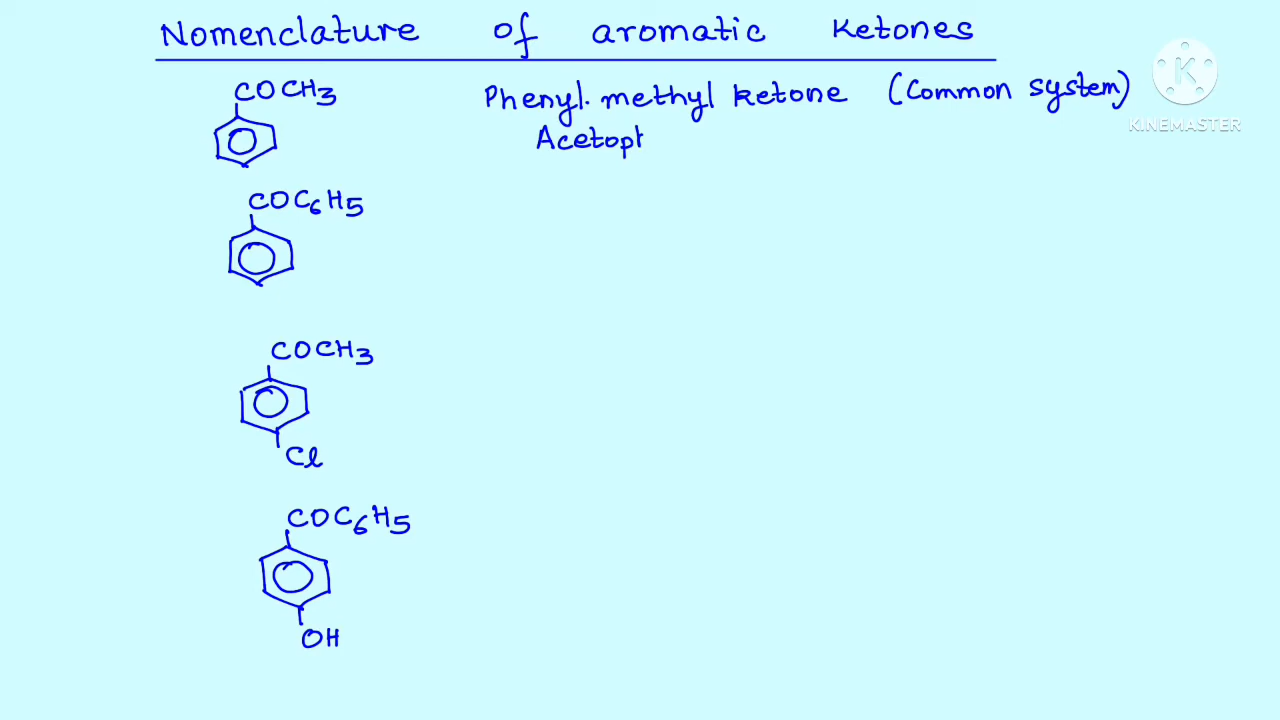 Nomenclature of aromatic Ketones
COCH3
Phenyl. methyl ketone (Common system)
Acetopt
K
KINEMASTER
COC6H5
COCH3
Cl
COC6H5
OH